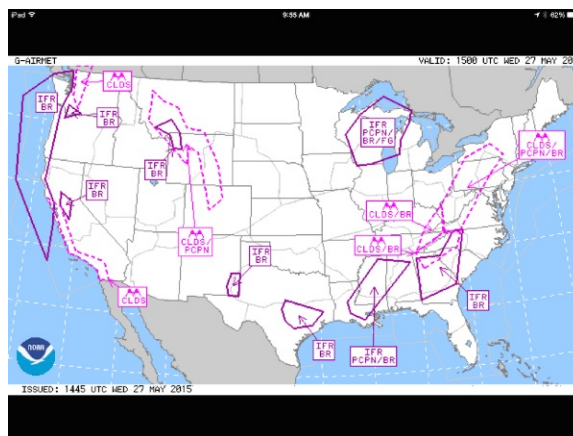 iPad
9:55 AM
62%
G-AIRMET
VALID: 1500 UTC WED 27 MAY 20
CLDS
IFR
BR
IFR
BR
IFR
PCPN/
BR/FG
CLDS/
PCPN/BR
IFR
BR
IFR
BR
CLDS/BR
CLDS/
PCPN
CLDS/BR
IFR
BR
CLDS
IFR
BR
IFR
BR
IFR
PCPN/BR
NOAA
ISSUED: 1445 UTC WED 27 MAY 2015